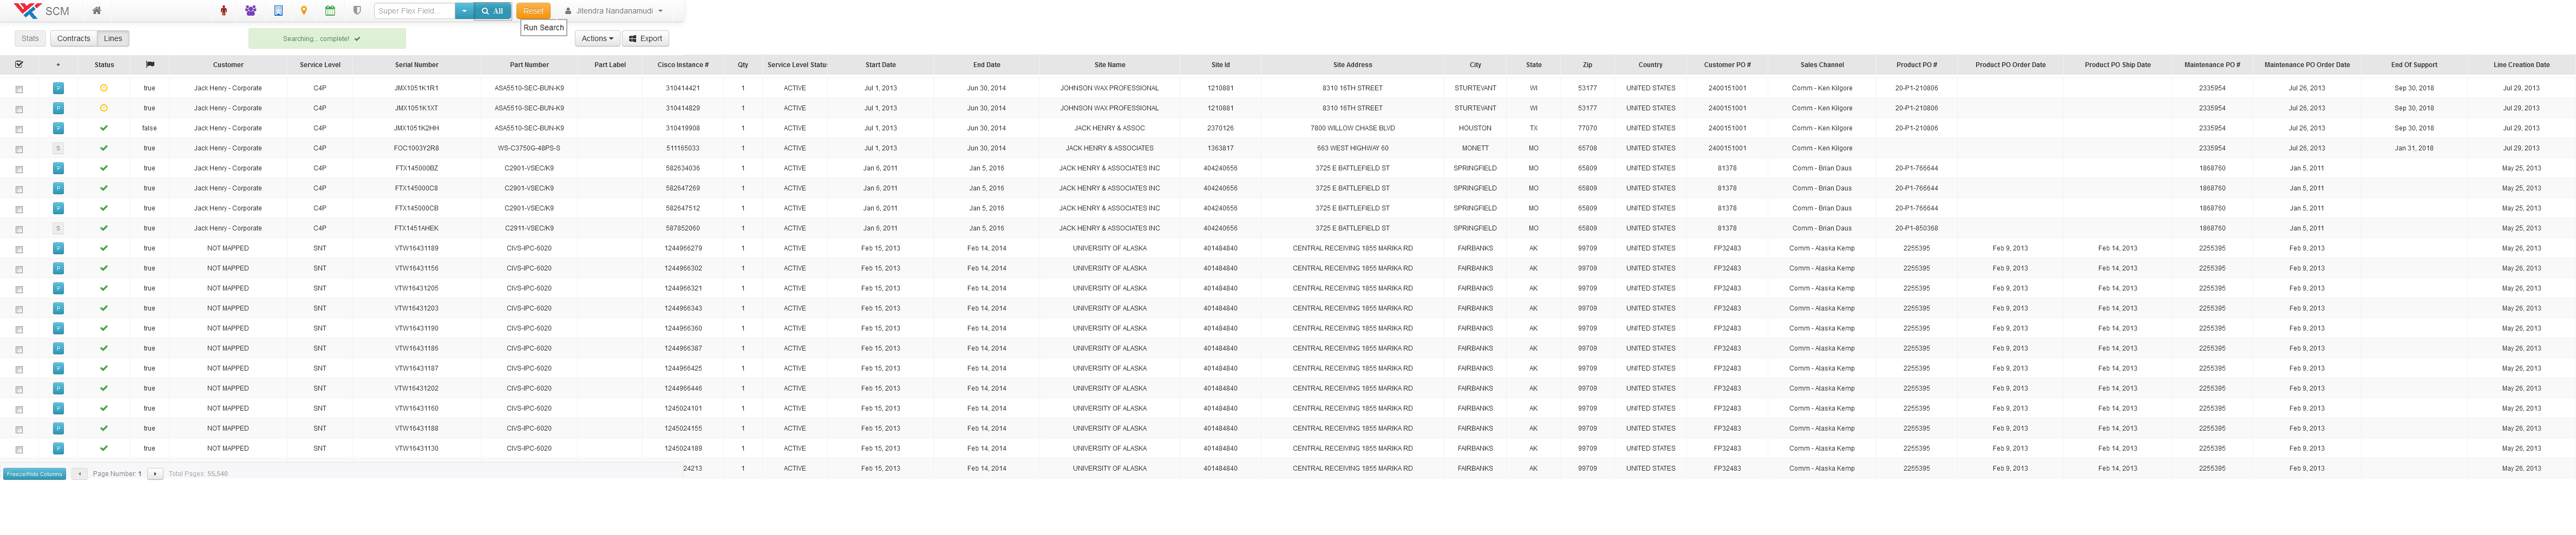 SCM Super Flex Field... All Reset Jitendra Nandanamudi
Run Search
Stats Contracts Lines Searching... complete! Actions Export
+ Status Customer Service Level Serial Number Part Number Part Label Cisco Instance # Qty Service Level Status Start Date End Date Site Name Site Id Site Address City State Zip Country Customer PO # Sales Channel Product PO # Product PO Order Date Product PO Ship Date Maintenance PO # Maintenance PO Order Date End Of Support Line Creation Date
P true Jack Henry - Corporate C4P JMX1051K1R1 ASA5510-SEC-BUN-K9 310414421 1 ACTIVE Jul 1, 2013 Jun 30, 2014 JOHNSON WAX PROFESSIONAL 1210881 8310 16TH STREET STURTEVANT WI 53177 UNITED STATES 2400151001 Comm - Ken Kilgore 20-P1-210806 2335954 Jul 26, 2013 Sep 30, 2018 Jul 29, 2013
P true Jack Henry - Corporate C4P JMX1051K1XT ASA5510-SEC-BUN-K9 310414829 1 ACTIVE Jul 1, 2013 Jun 30, 2014 JOHNSON WAX PROFESSIONAL 1210881 8310 16TH STREET STURTEVANT WI 53177 UNITED STATES 2400151001 Comm - Ken Kilgore 20-P1-210806 2335954 Jul 26, 2013 Sep 30, 2018 Jul 29, 2013
P false Jack Henry - Corporate C4P JMX1051K2HH ASA5510-SEC-BUN-K9 310419908 1 ACTIVE Jul 1, 2013 Jun 30, 2014 JACK HENRY & ASSOC 2370126 7800 WILLOW CHASE BLVD HOUSTON TX 77070 UNITED STATES 2400151001 Comm - Ken Kilgore 20-P1-210806 2335954 Jul 26, 2013 Sep 30, 2018 Jul 29, 2013
S true Jack Henry - Corporate C4P FOC1003Y2R8 WS-C3750G-48PS-S 511165033 1 ACTIVE Jul 1, 2013 Jun 30, 2014 JACK HENRY & ASSOCIATES 1363817 663 WEST HIGHWAY 60 MONETT MO 65708 UNITED STATES 2400151001 Comm - Ken Kilgore 2335954 Jul 26, 2013 Jan 31, 2018 Jul 29, 2013
P true Jack Henry - Corporate C4P FTX145000BZ C2901-VSEC/K9 582634036 1 ACTIVE Jan 6, 2011 Jan 5, 2016 JACK HENRY & ASSOCIATES INC 404240656 3725 E BATTLEFIELD ST SPRINGFIELD MO 65809 UNITED STATES 81378 Comm - Brian Daus 20-P1-766644 1868760 Jan 5, 2011 May 25, 2013
P true Jack Henry - Corporate C4P FTX145000C8 C2901-VSEC/K9 582647269 1 ACTIVE Jan 6, 2011 Jan 5, 2016 JACK HENRY & ASSOCIATES INC 404240656 3725 E BATTLEFIELD ST SPRINGFIELD MO 65809 UNITED STATES 81378 Comm - Brian Daus 20-P1-766644 1868760 Jan 5, 2011 May 25, 2013
P true Jack Henry - Corporate C4P FTX145000CB C2901-VSEC/K9 582647512 1 ACTIVE Jan 6, 2011 Jan 5, 2016 JACK HENRY & ASSOCIATES INC 404240656 3725 E BATTLEFIELD ST SPRINGFIELD MO 65809 UNITED STATES 81378 Comm - Brian Daus 20-P1-766644 1868760 Jan 5, 2011 May 25, 2013
S true Jack Henry - Corporate C4P FTX1451AHEK C2911-VSEC/K9 587852060 1 ACTIVE Jan 6, 2011 Jan 5, 2016 JACK HENRY & ASSOCIATES INC 404240656 3725 E BATTLEFIELD ST SPRINGFIELD MO 65809 UNITED STATES 81378 Comm - Brian Daus 20-P1-850368 1868760 Jan 5, 2011 May 25, 2013
P true NOT MAPPED SNT VTW16431189 CIVS-IPC-6020 1244966279 1 ACTIVE Feb 15, 2013 Feb 14, 2014 UNIVERSITY OF ALASKA 401484840 CENTRAL RECEIVING 1855 MARIKA RD FAIRBANKS AK 99709 UNITED STATES FP32483 Comm - Alaska Kemp 2255395 Feb 9, 2013 Feb 14, 2013 2255395 Feb 9, 2013 May 26, 2013
P true NOT MAPPED SNT VTW16431156 CIVS-IPC-6020 1244966302 1 ACTIVE Feb 15, 2013 Feb 14, 2014 UNIVERSITY OF ALASKA 401484840 CENTRAL RECEIVING 1855 MARIKA RD FAIRBANKS AK 99709 UNITED STATES FP32483 Comm - Alaska Kemp 2255395 Feb 9, 2013 Feb 14, 2013 2255395 Feb 9, 2013 May 26, 2013
P true NOT MAPPED SNT VTW16431205 CIVS-IPC-6020 1244966321 1 ACTIVE Feb 15, 2013 Feb 14, 2014 UNIVERSITY OF ALASKA 401484840 CENTRAL RECEIVING 1855 MARIKA RD FAIRBANKS AK 99709 UNITED STATES FP32483 Comm - Alaska Kemp 2255395 Feb 9, 2013 Feb 14, 2013 2255395 Feb 9, 2013 May 26, 2013
P true NOT MAPPED SNT VTW16431203 CIVS-IPC-6020 1244966343 1 ACTIVE Feb 15, 2013 Feb 14, 2014 UNIVERSITY OF ALASKA 401484840 CENTRAL RECEIVING 1855 MARIKA RD FAIRBANKS AK 99709 UNITED STATES FP32483 Comm - Alaska Kemp 2255395 Feb 9, 2013 Feb 14, 2013 2255395 Feb 9, 2013 May 26, 2013
P true NOT MAPPED SNT VTW16431190 CIVS-IPC-6020 1244966360 1 ACTIVE Feb 15, 2013 Feb 14, 2014 UNIVERSITY OF ALASKA 401484840 CENTRAL RECEIVING 1855 MARIKA RD FAIRBANKS AK 99709 UNITED STATES FP32483 Comm - Alaska Kemp 2255395 Feb 9, 2013 Feb 14, 2013 2255395 Feb 9, 2013 May 26, 2013
P true NOT MAPPED SNT VTW16431186 CIVS-IPC-6020 1244966387 1 ACTIVE Feb 15, 2013 Feb 14, 2014 UNIVERSITY OF ALASKA 401484840 CENTRAL RECEIVING 1855 MARIKA RD FAIRBANKS AK 99709 UNITED STATES FP32483 Comm - Alaska Kemp 2255395 Feb 9, 2013 Feb 14, 2013 2255395 Feb 9, 2013 May 26, 2013
P true NOT MAPPED SNT VTW16431187 CIVS-IPC-6020 1244966425 1 ACTIVE Feb 15, 2013 Feb 14, 2014 UNIVERSITY OF ALASKA 401484840 CENTRAL RECEIVING 1855 MARIKA RD FAIRBANKS AK 99709 UNITED STATES FP32483 Comm - Alaska Kemp 2255395 Feb 9, 2013 Feb 14, 2013 2255395 Feb 9, 2013 May 26, 2013
P true NOT MAPPED SNT VTW16431202 CIVS-IPC-6020 1244966446 1 ACTIVE Feb 15, 2013 Feb 14, 2014 UNIVERSITY OF ALASKA 401484840 CENTRAL RECEIVING 1855 MARIKA RD FAIRBANKS AK 99709 UNITED STATES FP32483 Comm - Alaska Kemp 2255395 Feb 9, 2013 Feb 14, 2013 2255395 Feb 9, 2013 May 26, 2013
P true NOT MAPPED SNT VTW16431160 CIVS-IPC-6020 1245024101 1 ACTIVE Feb 15, 2013 Feb 14, 2014 UNIVERSITY OF ALASKA 401484840 CENTRAL RECEIVING 1855 MARIKA RD FAIRBANKS AK 99709 UNITED STATES FP32483 Comm - Alaska Kemp 2255395 Feb 9, 2013 Feb 14, 2013 2255395 Feb 9, 2013 May 26, 2013
P true NOT MAPPED SNT VTW16431188 CIVS-IPC-6020 1245024155 1 ACTIVE Feb 15, 2013 Feb 14, 2014 UNIVERSITY OF ALASKA 401484840 CENTRAL RECEIVING 1855 MARIKA RD FAIRBANKS AK 99709 UNITED STATES FP32483 Comm - Alaska Kemp 2255395 Feb 9, 2013 Feb 14, 2013 2255395 Feb 9, 2013 May 26, 2013
P true NOT MAPPED SNT VTW16431130 CIVS-IPC-6020 1245024189 1 ACTIVE Feb 15, 2013 Feb 14, 2014 UNIVERSITY OF ALASKA 401484840 CENTRAL RECEIVING 1855 MARIKA RD FAIRBANKS AK 99709 UNITED STATES FP32483 Comm - Alaska Kemp 2255395 Feb 9, 2013 Feb 14, 2013 2255395 Feb 9, 2013 May 26, 2013
24213 1 ACTIVE Feb 15, 2013 Feb 14, 2014 UNIVERSITY OF ALASKA 401484840 CENTRAL RECEIVING 1855 MARIKA RD FAIRBANKS AK 99709 UNITED STATES FP32483 Comm - Alaska Kemp 2255395 Feb 9, 2013 Feb 14, 2013 2255395 Feb 9, 2013 May 26, 2013
Freeze/Hide Columns Page Number: 1 Total Pages: 55,540